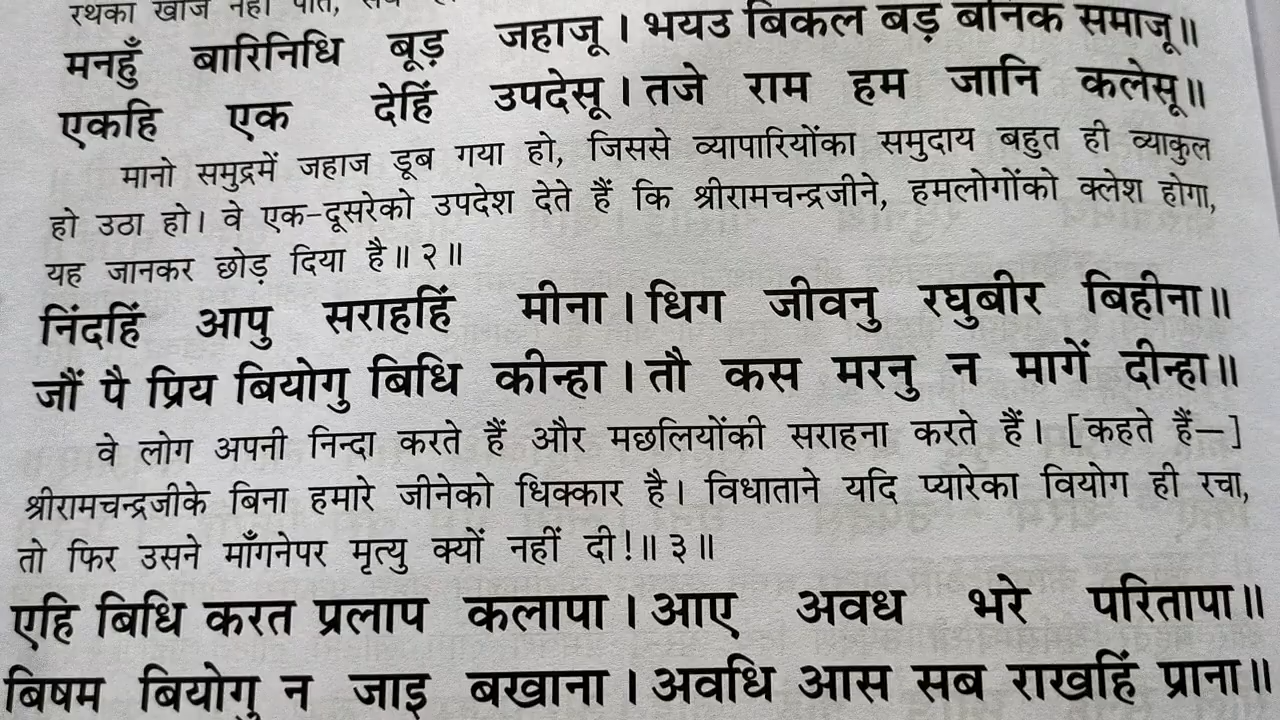 रथका खोज नहीं पाते,
मनहुँ बारिनिधि बूड़ जहाजू । भयउ बिकल बड़ बनिक समाजू॥
एकहि एक देहिं उपदेसू । तजे राम हम जानि कलेसू॥
मानो समुद्रमें जहाज डूब गया हो, जिससे व्यापारियोंका समुदाय बहुत ही व्याकुल
हो उठा हो। वे एक-दूसरेको उपदेश देते हैं कि श्रीरामचन्द्रजीने, हमलोगोंको क्लेश होगा,
यह जानकर छोड़ दिया है॥ २॥
निंदहिं आपु सराहहिं मीना । धिग जीवनु रघुबीर बिहीना॥
जौं पै प्रिय बियोगु बिधि कीन्हा । तौ कस मरनु न मागें दीन्हा॥
वे लोग अपनी निन्दा करते हैं और मछलियोंकी सराहना करते हैं। [कहते हैं—]
श्रीरामचन्द्रजीके बिना हमारे जीनेको धिक्कार है। विधाताने यदि प्यारेका वियोग ही रचा,
तो फिर उसने माँगनेपर मृत्यु क्यों नहीं दी!॥ ३॥
एहि बिधि करत प्रलाप कलापा । आए अवध भरे परितापा॥
बिषम बियोगु न जाइ बखाना । अवधि आस सब राखहिं प्राना॥